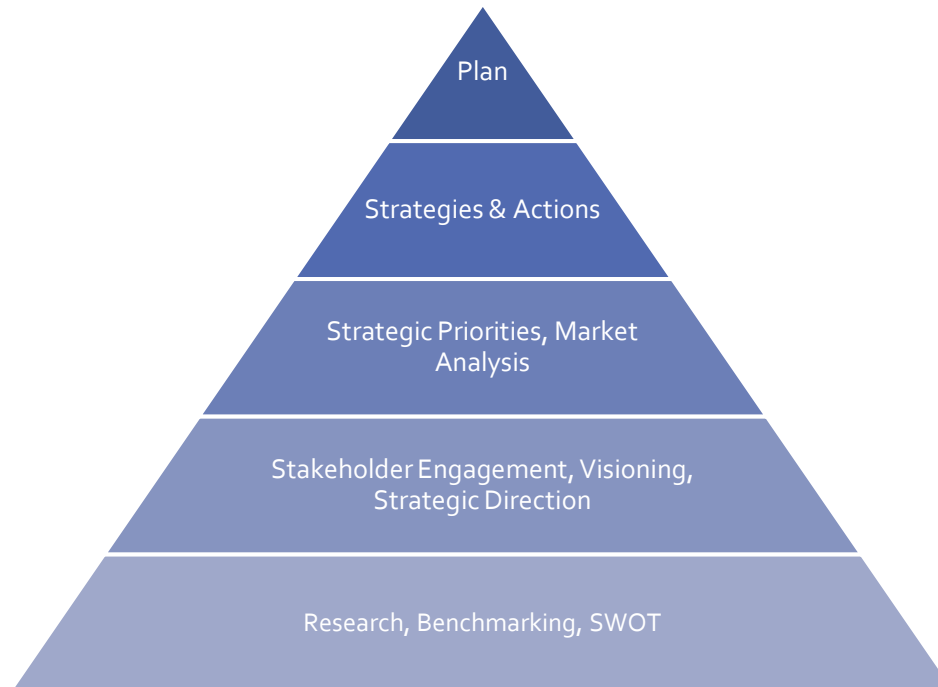 Plan
Strategies & Actions
Strategic Priorities, Market
Analysis
Stakeholder Engagement, Visioning,
Strategic Direction
Research, Benchmarking, SWOT